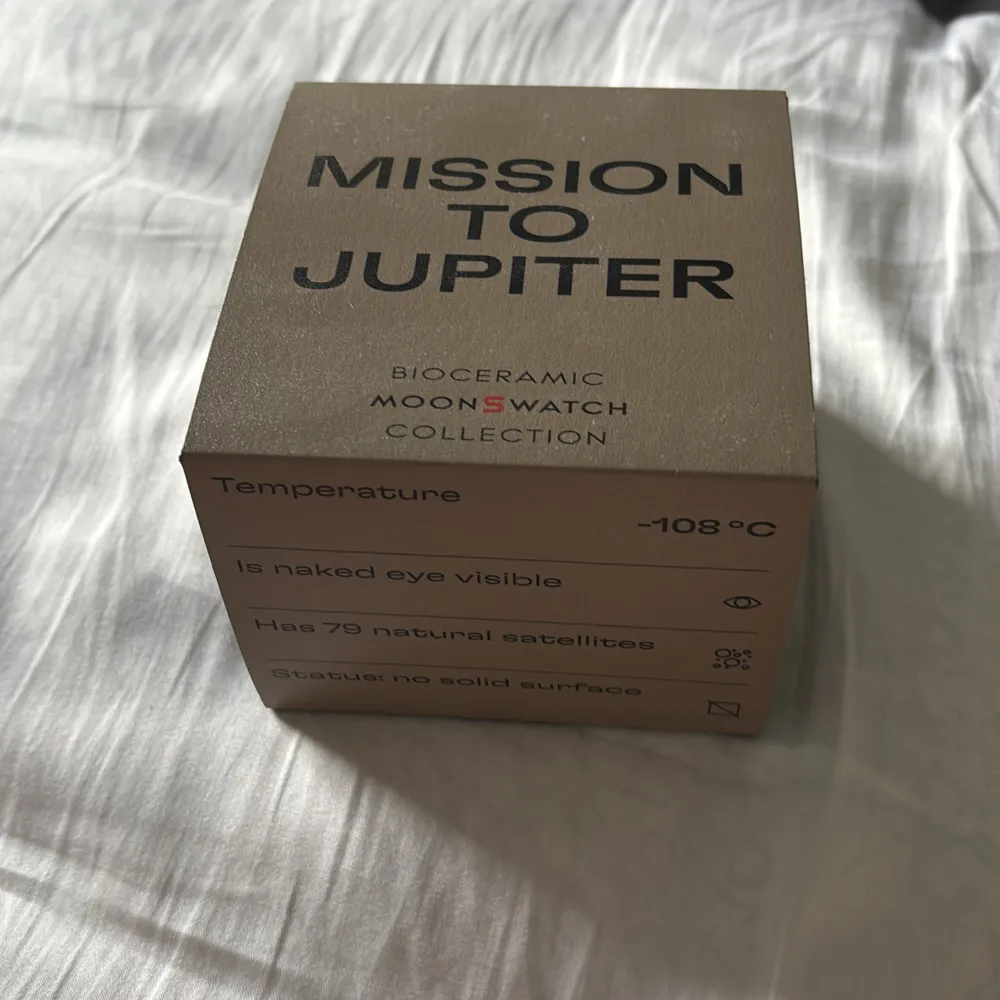 MISSION
TO
JUPITER
BIOCERAMIC
MOONSWATCH
COLLECTION
Temperature
-108 °C
Is naked eye visible
Has 79 natural satellites
Status: no solid surface